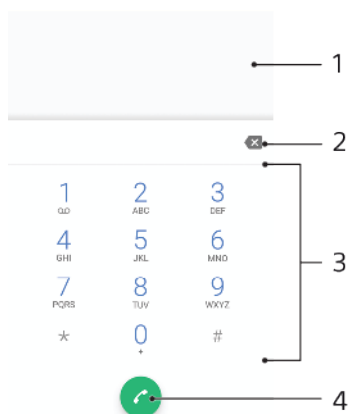 1
2
1 2 3
ABC DEF
4 5 6
GHI JKL MNO
3
7 8 9
PQRS TUV WXYZ
* 0 #
+
4